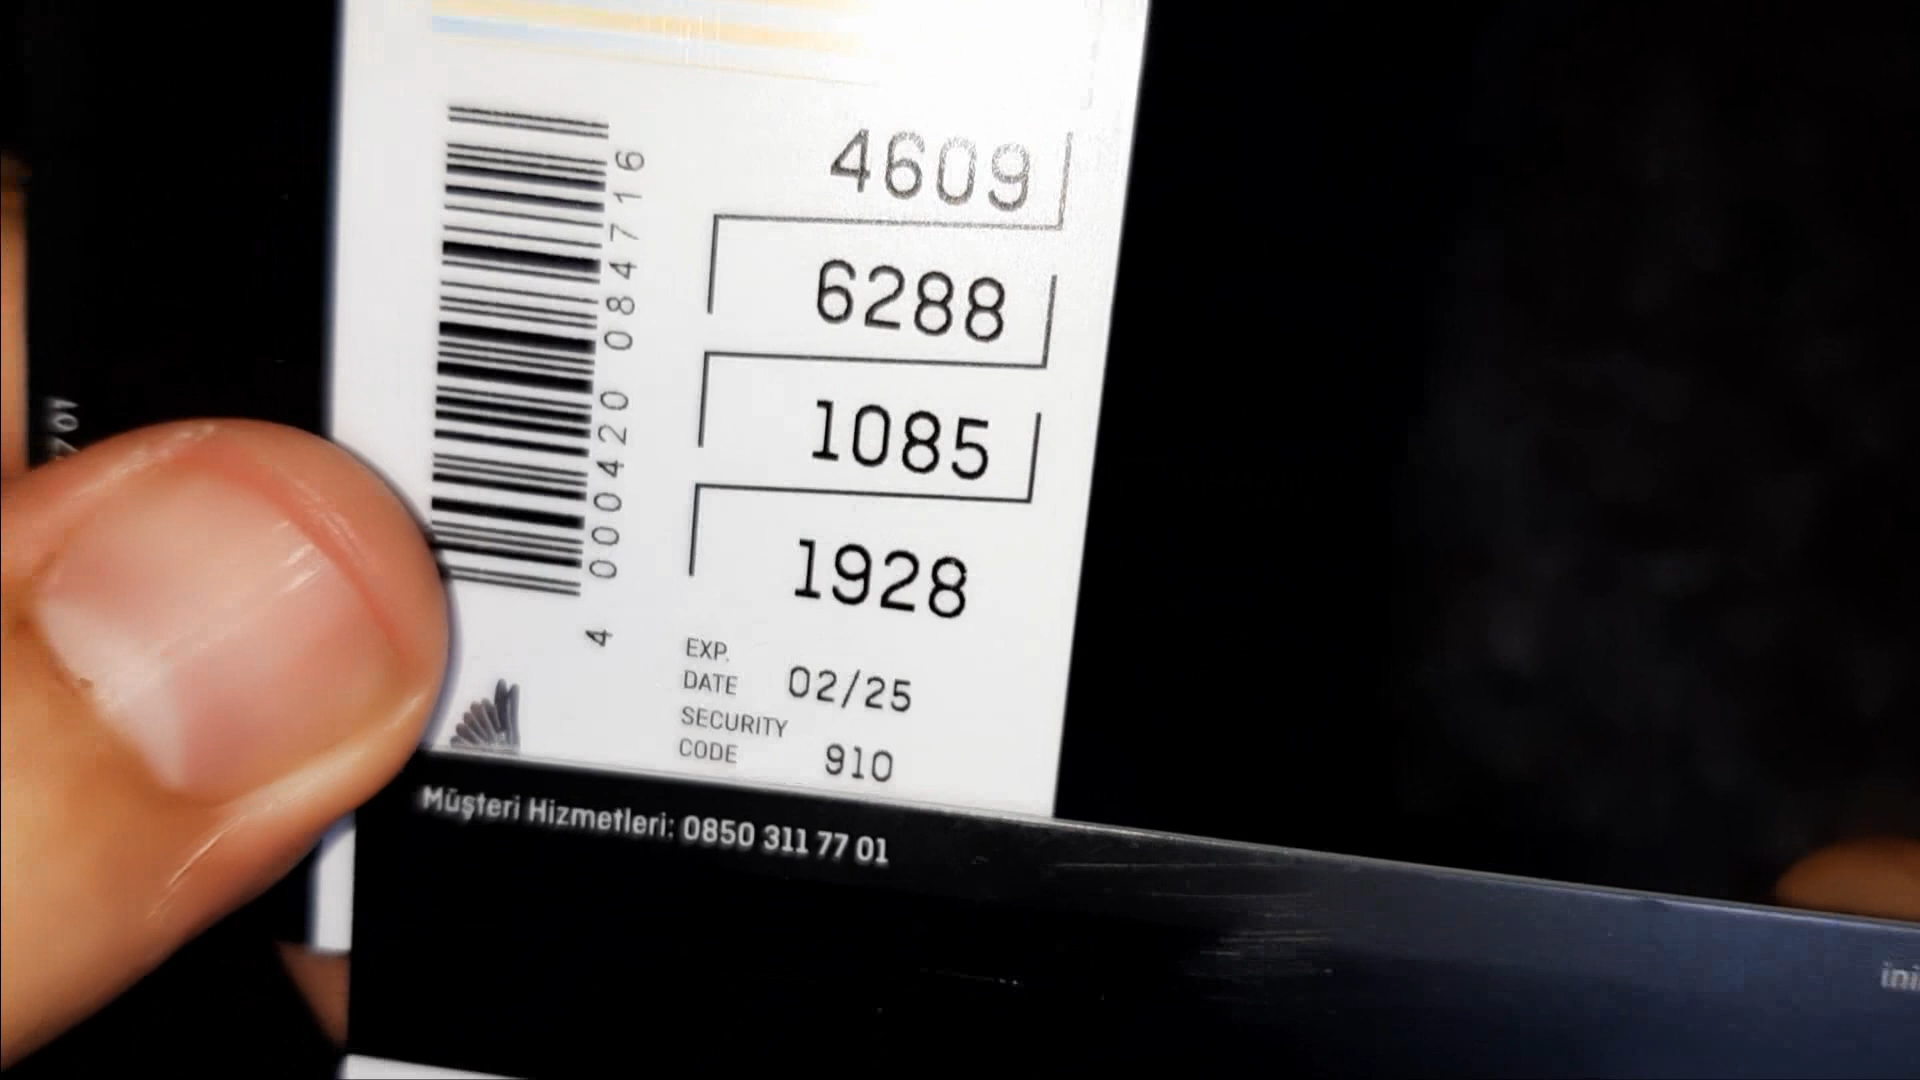 4609
6288
1085
1928
EXP.
DATE 02/25
SECURITY
CODE 910
4 000420 084716
Müşteri Hizmetleri: 0850 311 77 01